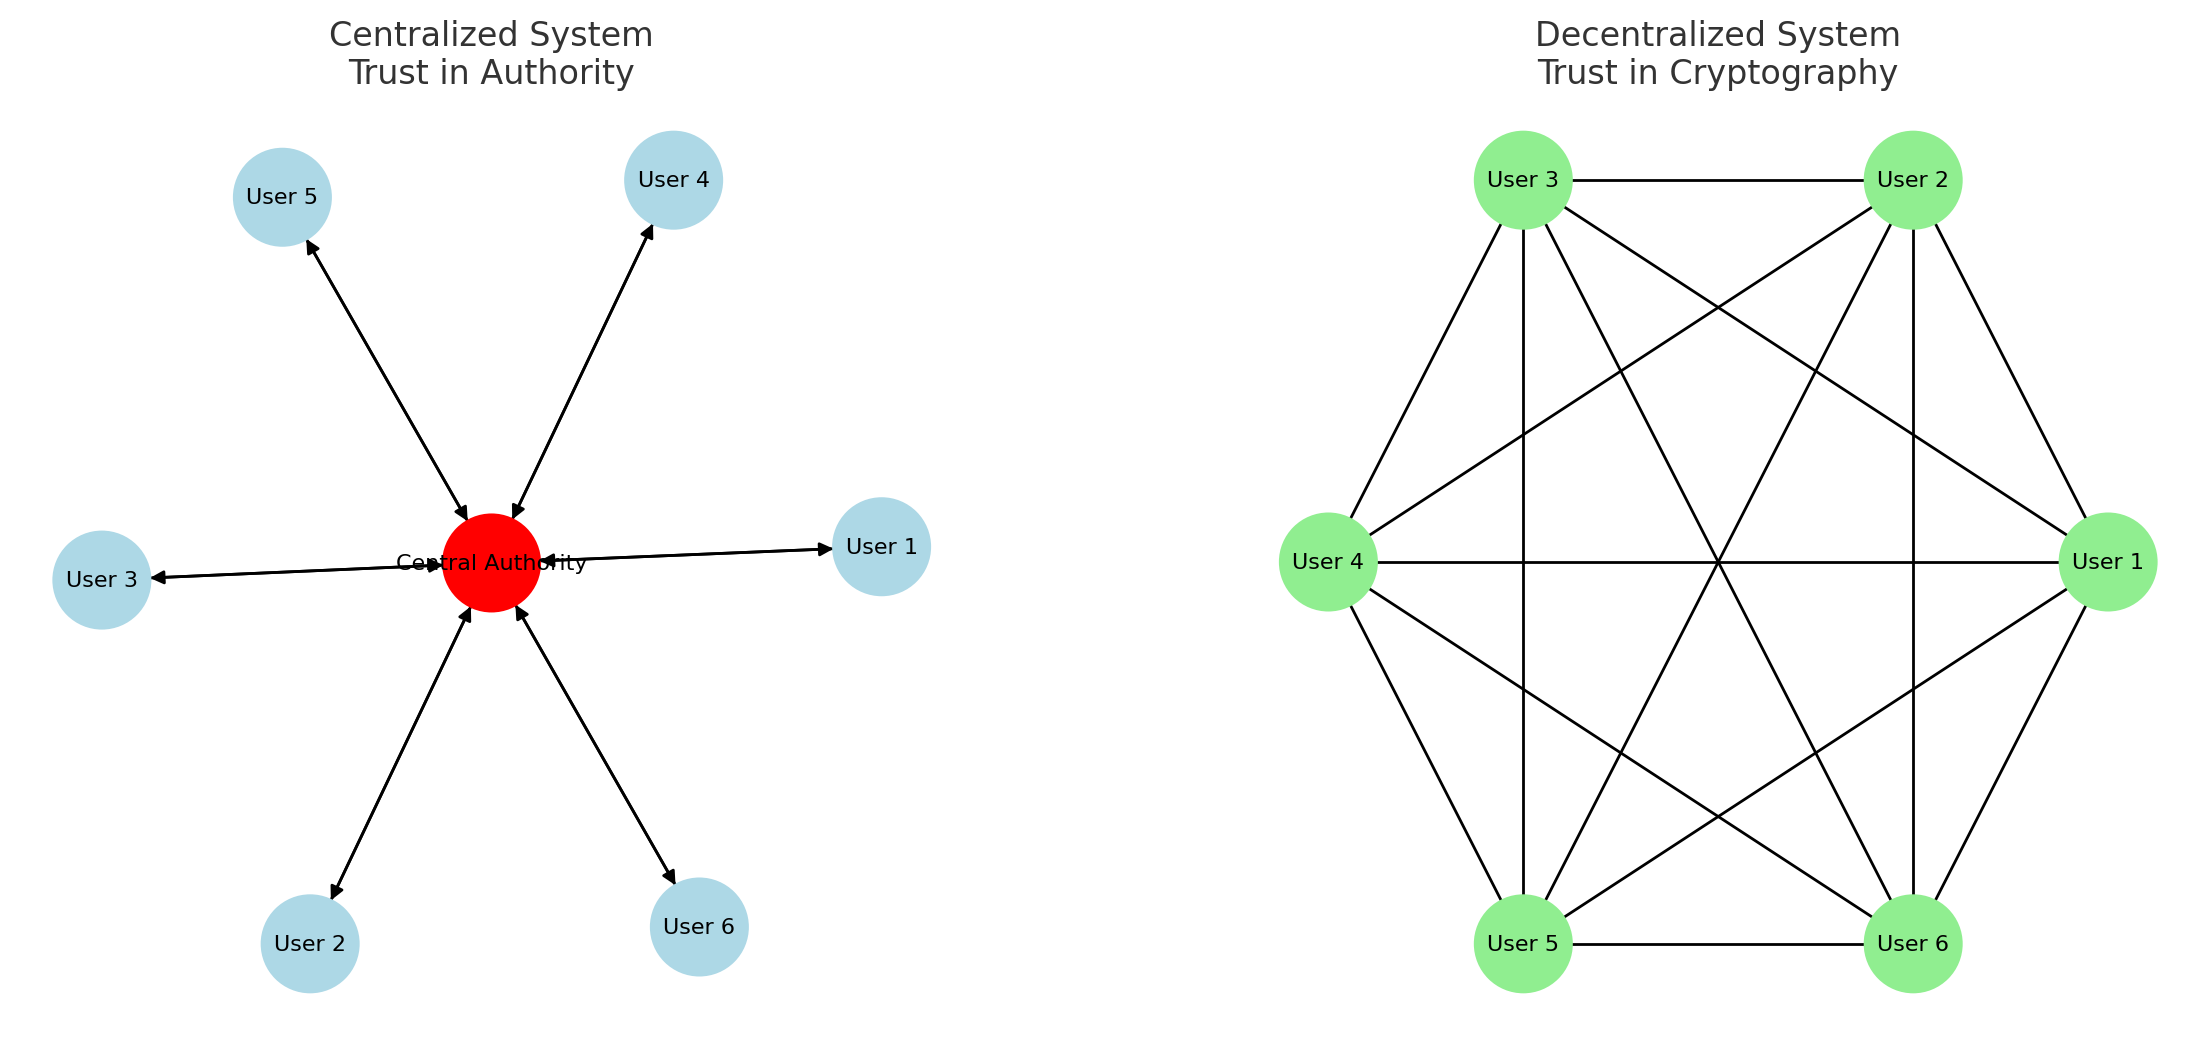 Centralized System
Trust in Authority
User 5
User 4
User 3
Central Authority
User 1
User 2
User 6
Decentralized System
Trust in Cryptography
User 3
User 2
User 4
User 1
User 5
User 6